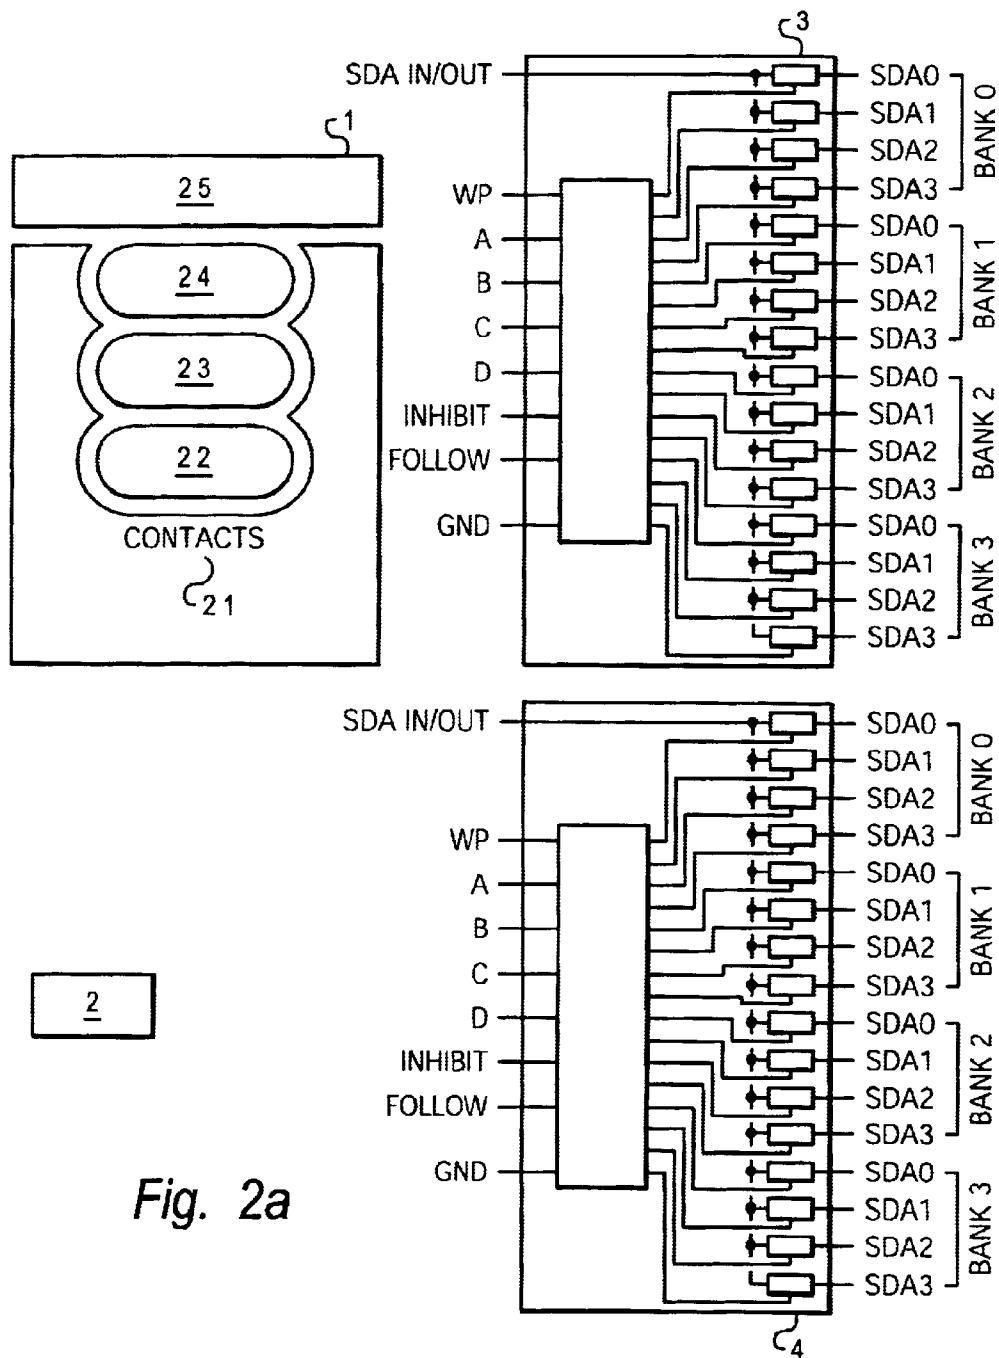 1
25
24
23
22
CONTACTS
21
3
SDA IN/OUT
WP
A
B
C
D
INHIBIT
FOLLOW
GND
SDA0
SDA1
SDA2
SDA3
BANK 0
SDA0
SDA1
SDA2
SDA3
BANK 1
SDA0
SDA1
SDA2
SDA3
BANK 2
SDA0
SDA1
SDA2
SDA3
BANK 3
2
SDA IN/OUT
WP
A
B
C
D
INHIBIT
FOLLOW
GND
SDA0
SDA1
SDA2
SDA3
BANK 0
SDA0
SDA1
SDA2
SDA3
BANK 1
SDA0
SDA1
SDA2
SDA3
BANK 2
SDA0
SDA1
SDA2
SDA3
BANK 3
4
Fig. 2a